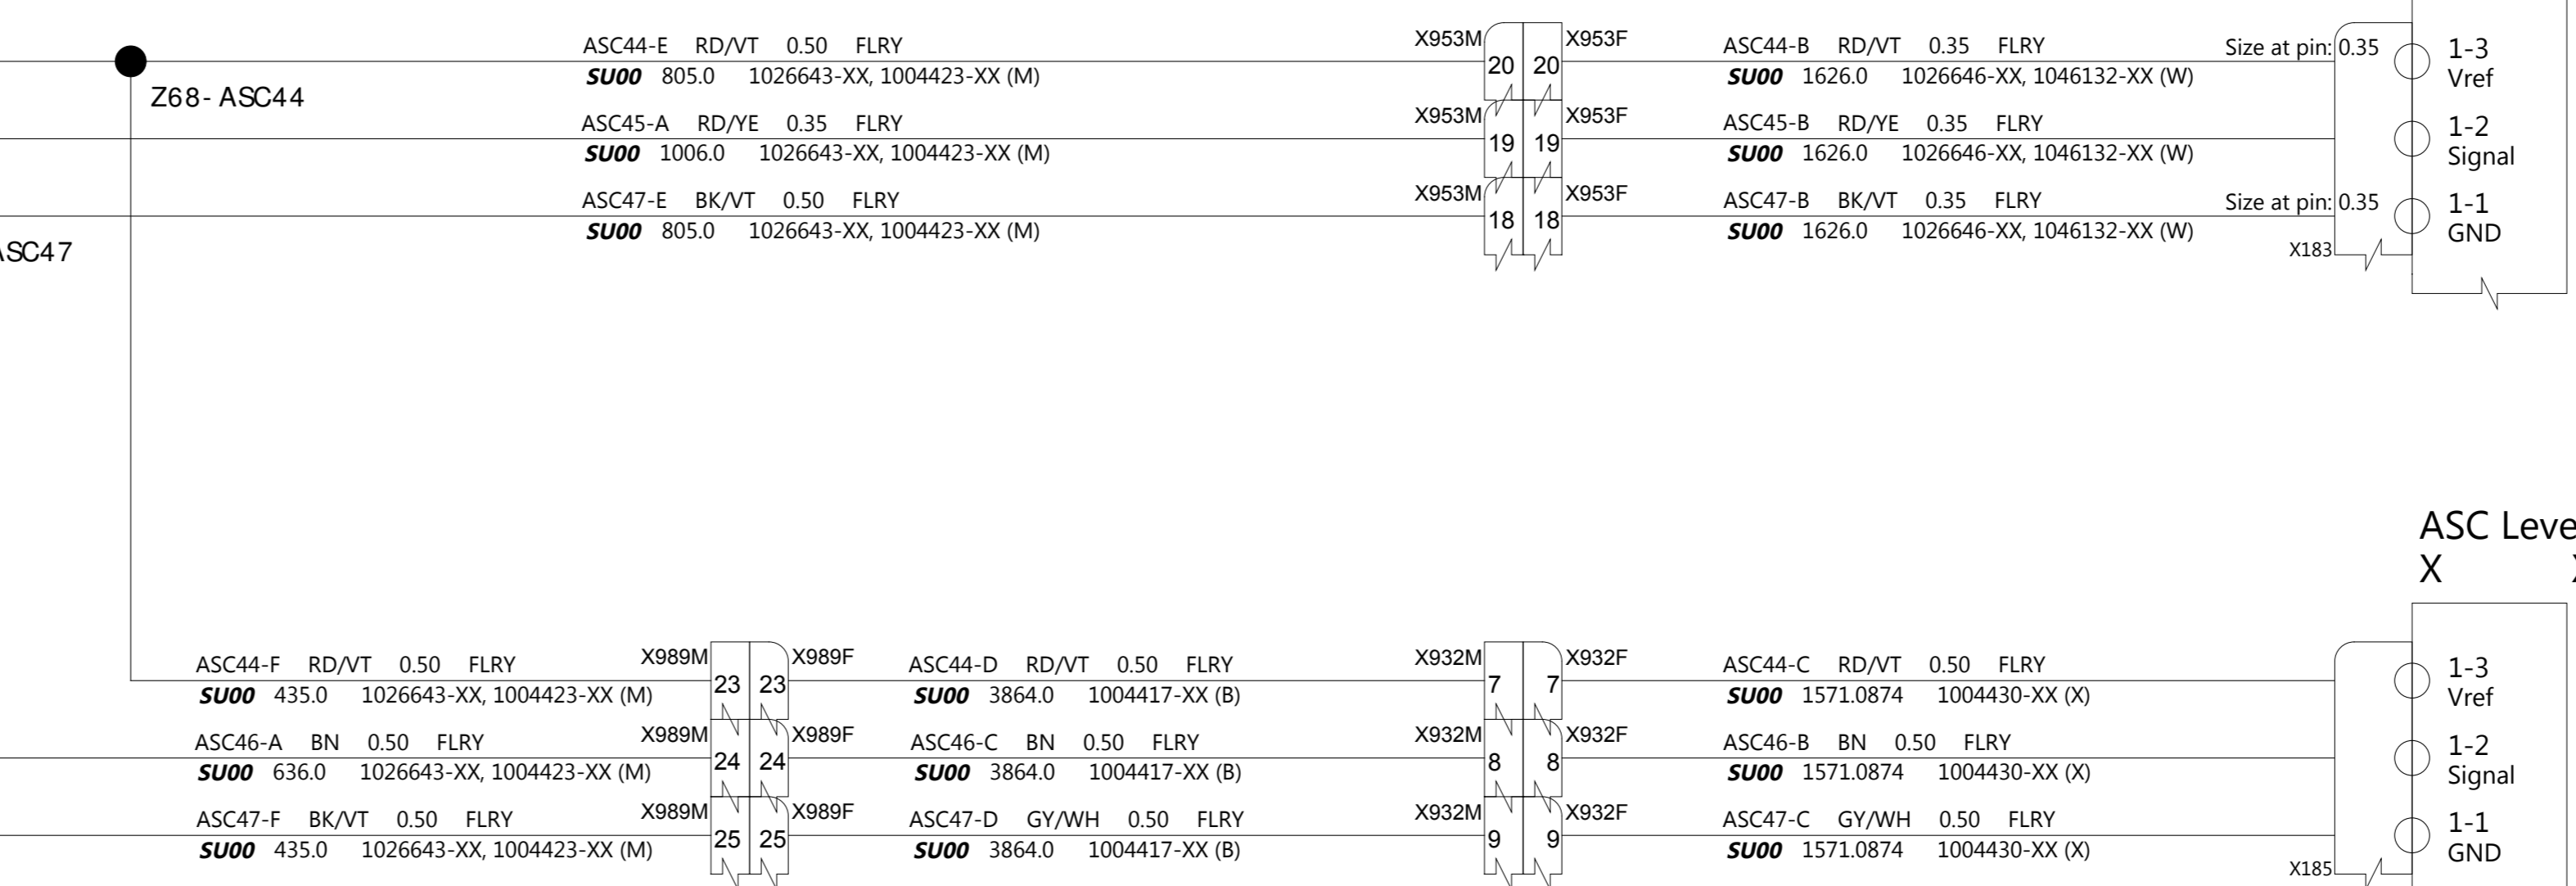 ASC44-E RD/VT 0.50 FLRY X953M X953F ASC44-B RD/VT 0.35 FLRY Size at pin: 0.35 1-3
20 20
SU00 805.0 1026643-XX, 1004423-XX (M) SU00 1626.0 1026646-XX, 1046132-XX (W) Vref
Z68-ASC44
ASC45-A RD/YE 0.35 FLRY X953M X953F ASC45-B RD/YE 0.35 FLRY 1-2
19 19
SU00 1006.0 1026643-XX, 1004423-XX (M) SU00 1626.0 1026646-XX, 1046132-XX (W) Signal
ASC47-E BK/VT 0.50 FLRY X953M X953F ASC47-B BK/VT 0.35 FLRY Size at pin: 0.35 1-1
18 18
SU00 805.0 1026643-XX, 1004423-XX (M) SU00 1626.0 1026646-XX, 1046132-XX (W) GND
ASC47 X183
ASC Leve
X
ASC44-F RD/VT 0.50 FLRY X989M X989F ASC44-D RD/VT 0.50 FLRY X932M X932F ASC44-C RD/VT 0.50 FLRY 1-3
23 23 7 7
SU00 435.0 1026643-XX, 1004423-XX (M) SU00 3864.0 1004417-XX (B) SU00 1571.0874 1004430-XX (X) Vref
ASC46-A BN 0.50 FLRY X989M X989F ASC46-C BN 0.50 FLRY X932M X932F ASC46-B BN 0.50 FLRY 1-2
24 24 8 8
SU00 636.0 1026643-XX, 1004423-XX (M) SU00 3864.0 1004417-XX (B) SU00 1571.0874 1004430-XX (X) Signal
ASC47-F BK/VT 0.50 FLRY X989M X989F ASC47-D GY/WH 0.50 FLRY X932M X932F ASC47-C GY/WH 0.50 FLRY 1-1
25 25 9 9
SU00 435.0 1026643-XX, 1004423-XX (M) SU00 3864.0 1004417-XX (B) SU00 1571.0874 1004430-XX (X) GND
X185